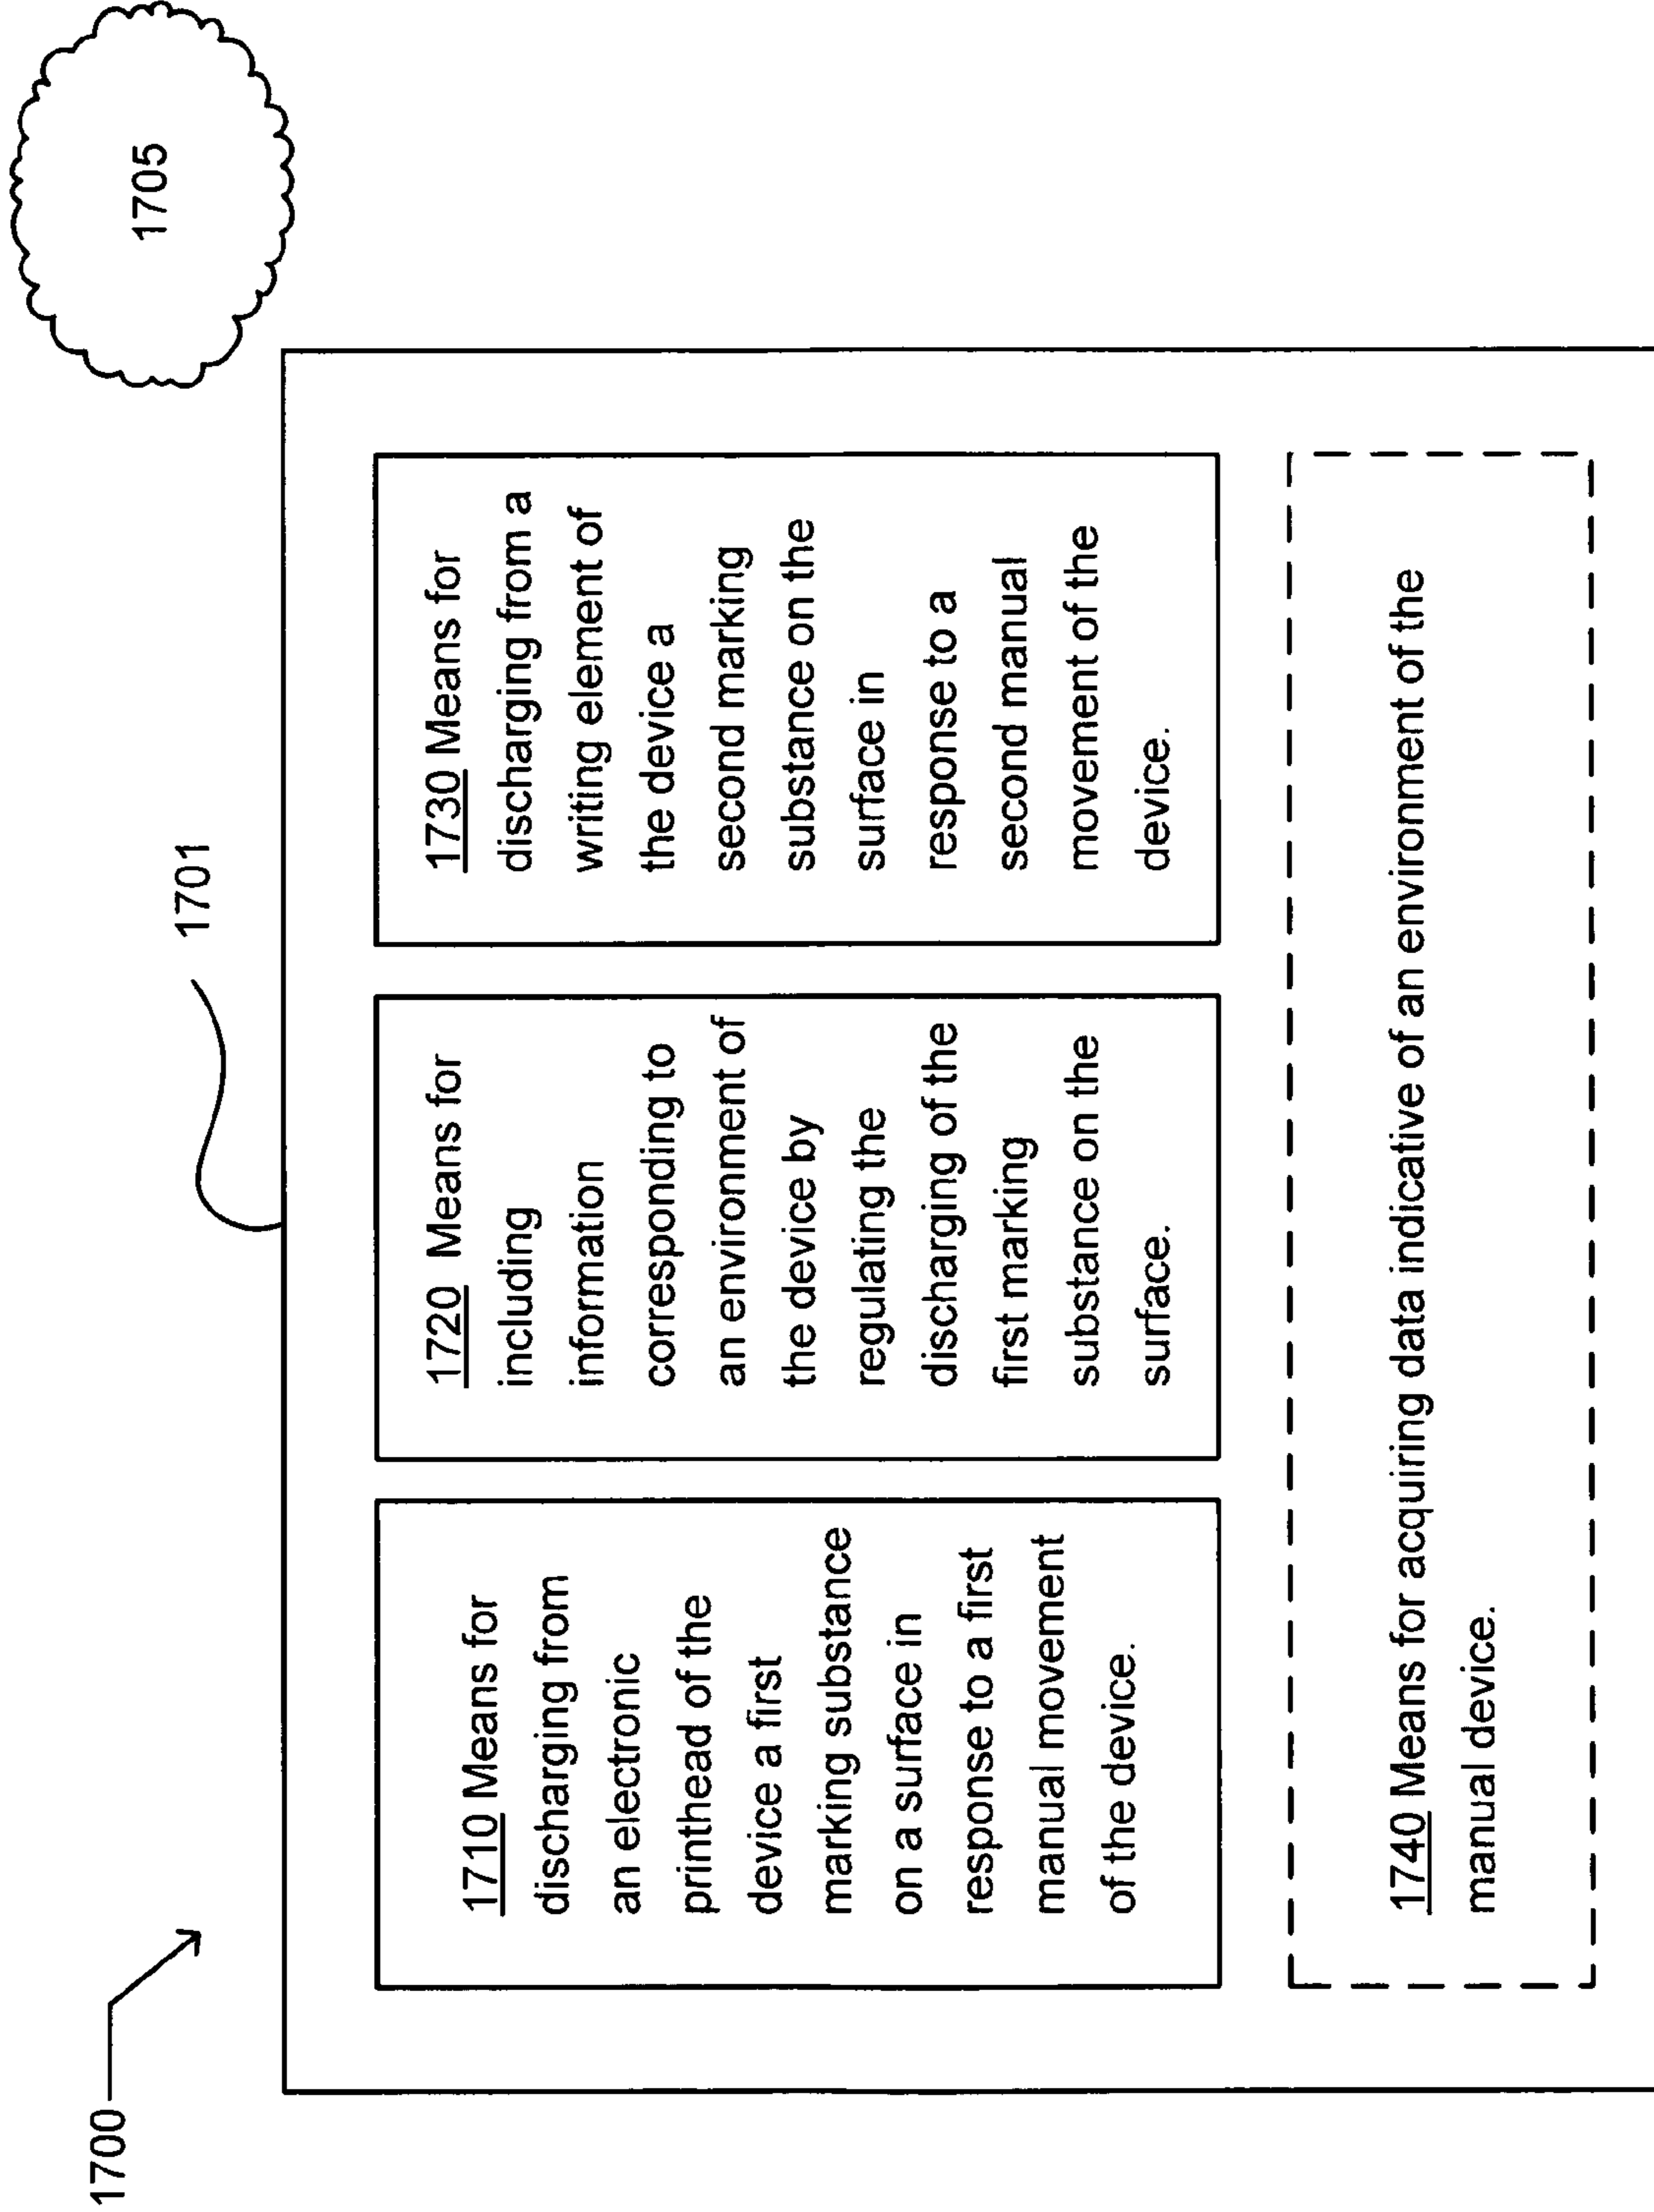 1700
1701
1705
1710 Means for
discharging from
an electronic
printhead of the
device a first
marking substance
on a surface in
response to a first
manual movement
of the device.
1720 Means for
including
information
corresponding to
an environment of
the device by
regulating the
discharging of the
first marking
substance on the
surface.
1730 Means for
discharging from a
writing element of
the device a
second marking
substance on the
surface in
response to a
second manual
movement of the
device.
1740 Means for acquiring data indicative of an environment of the
manual device.